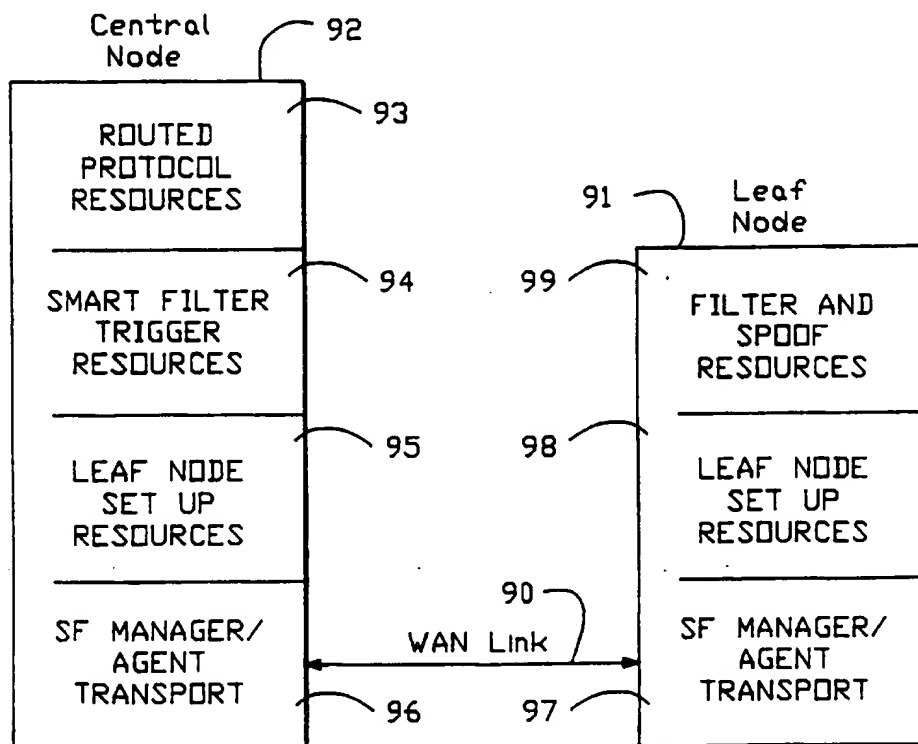 Central
Node
92
93
ROUTED
PROTOCOL
RESOURCES
Leaf
Node
91
94
SMART FILTER
TRIGGER
RESOURCES
99
FILTER AND
SPOOF
RESOURCES
95
LEAF NODE
SET UP
RESOURCES
98
LEAF NODE
SET UP
RESOURCES
90
WAN Link
SF MANAGER/
AGENT
TRANSPORT
96
97
SF MANAGER/
AGENT
TRANSPORT